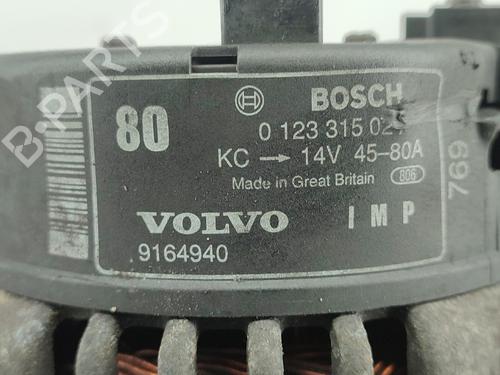 B-PARTS
80
BOSCH
0 123 315 02
KC → 14V 45-80A
Made in Great Britain 806
VOLVO
IMP
9164940
769